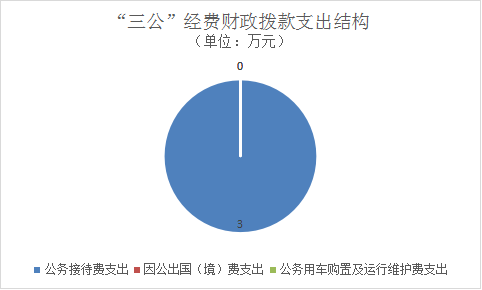 “三公”经费财政拨款支出结构
（单位：万元）
0
3
公务接待费支出 因公出国（境）费支出 公务用车购置及运行维护费支出